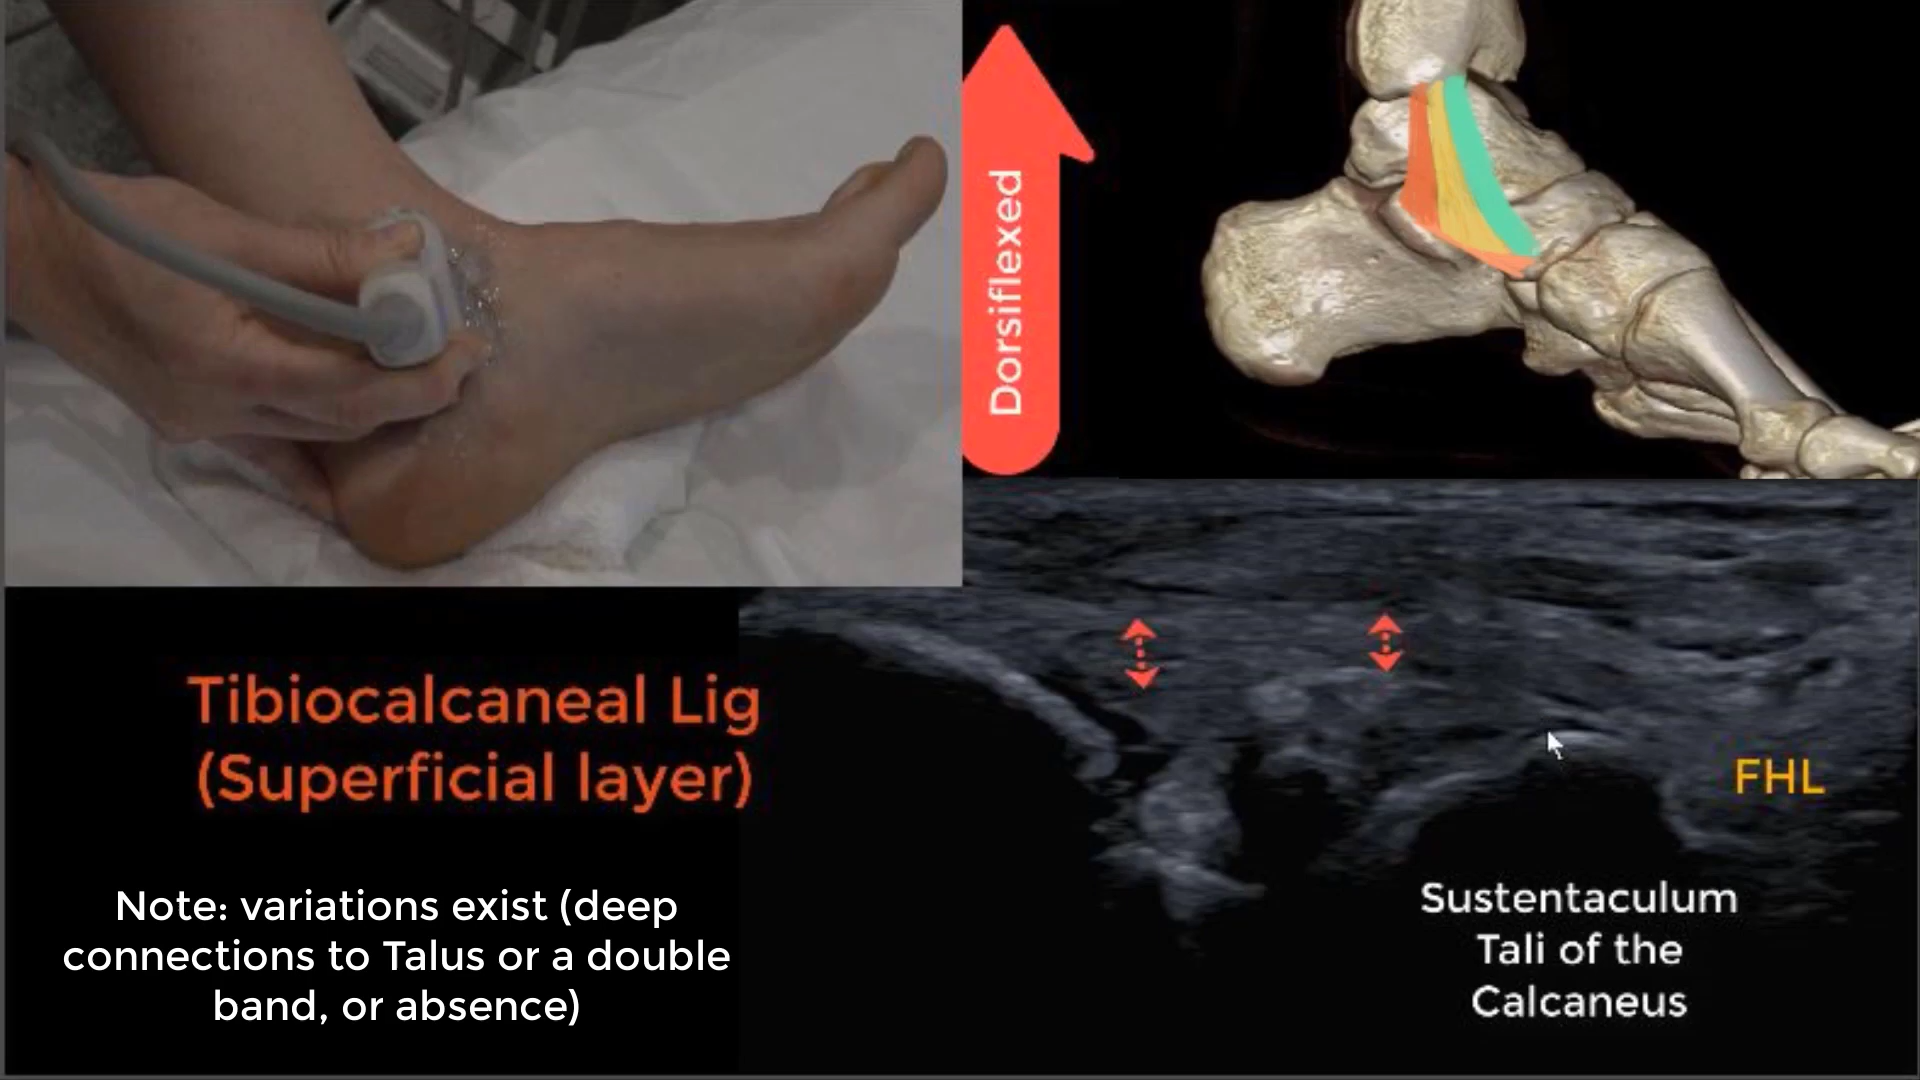 Dorsiflexed
Tibiocalcaneal Lig
(Superficial layer)
Note: variations exist (deep
connections to Talus or a double
band, or absence)
FHL
Sustentaculum
Tali of the
Calcaneus